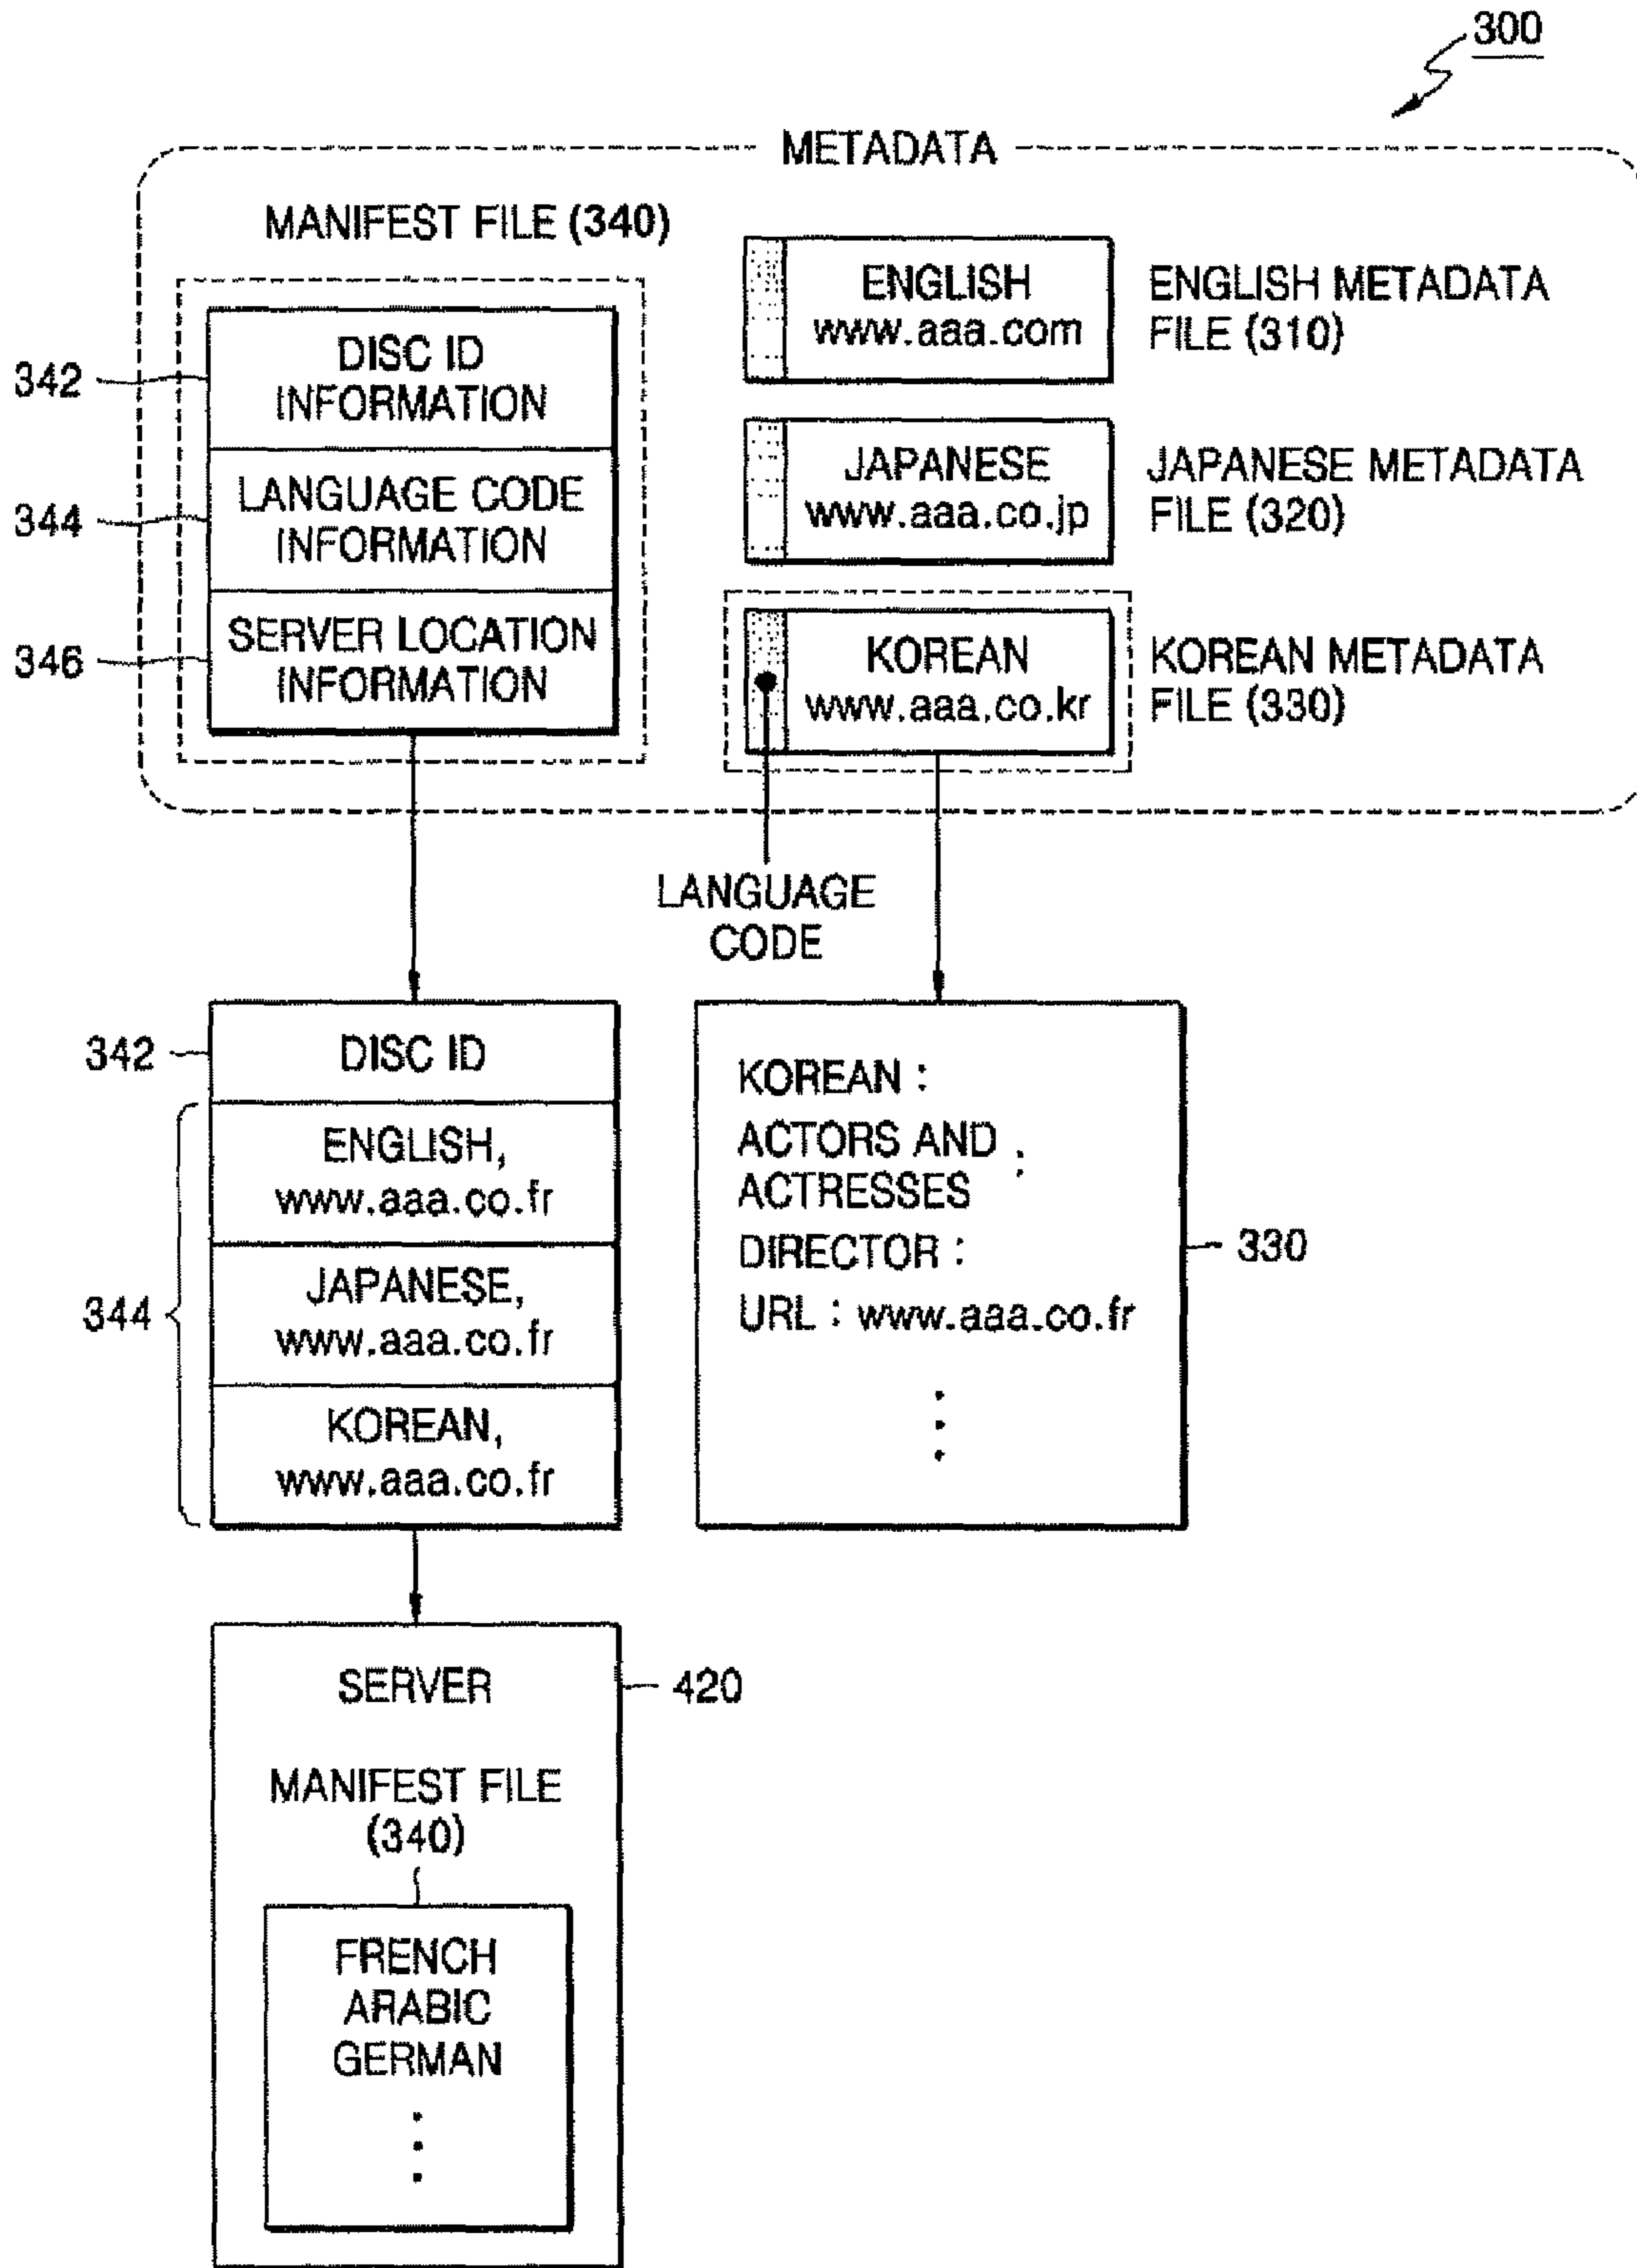 300
METADATA
MANIFEST FILE (340)
342
DISC ID
INFORMATION
344
LANGUAGE CODE
INFORMATION
346
SERVER LOCATION
INFORMATION
ENGLISH
www.aaa.com
ENGLISH METADATA
FILE (310)
JAPANESE
www.aaa.co.jp
JAPANESE METADATA
FILE (320)
KOREAN
www.aaa.co.kr
KOREAN METADATA
FILE (330)
LANGUAGE
CODE
342
DISC ID
344
ENGLISH,
www.aaa.co.fr
JAPANESE,
www.aaa.co.fr
KOREAN,
www.aaa.co.fr
KOREAN :
ACTORS AND :
ACTRESSES
DIRECTOR :
URL : www.aaa.co.fr
330
SERVER
420
MANIFEST FILE
(340)
FRENCH
ARABIC
GERMAN